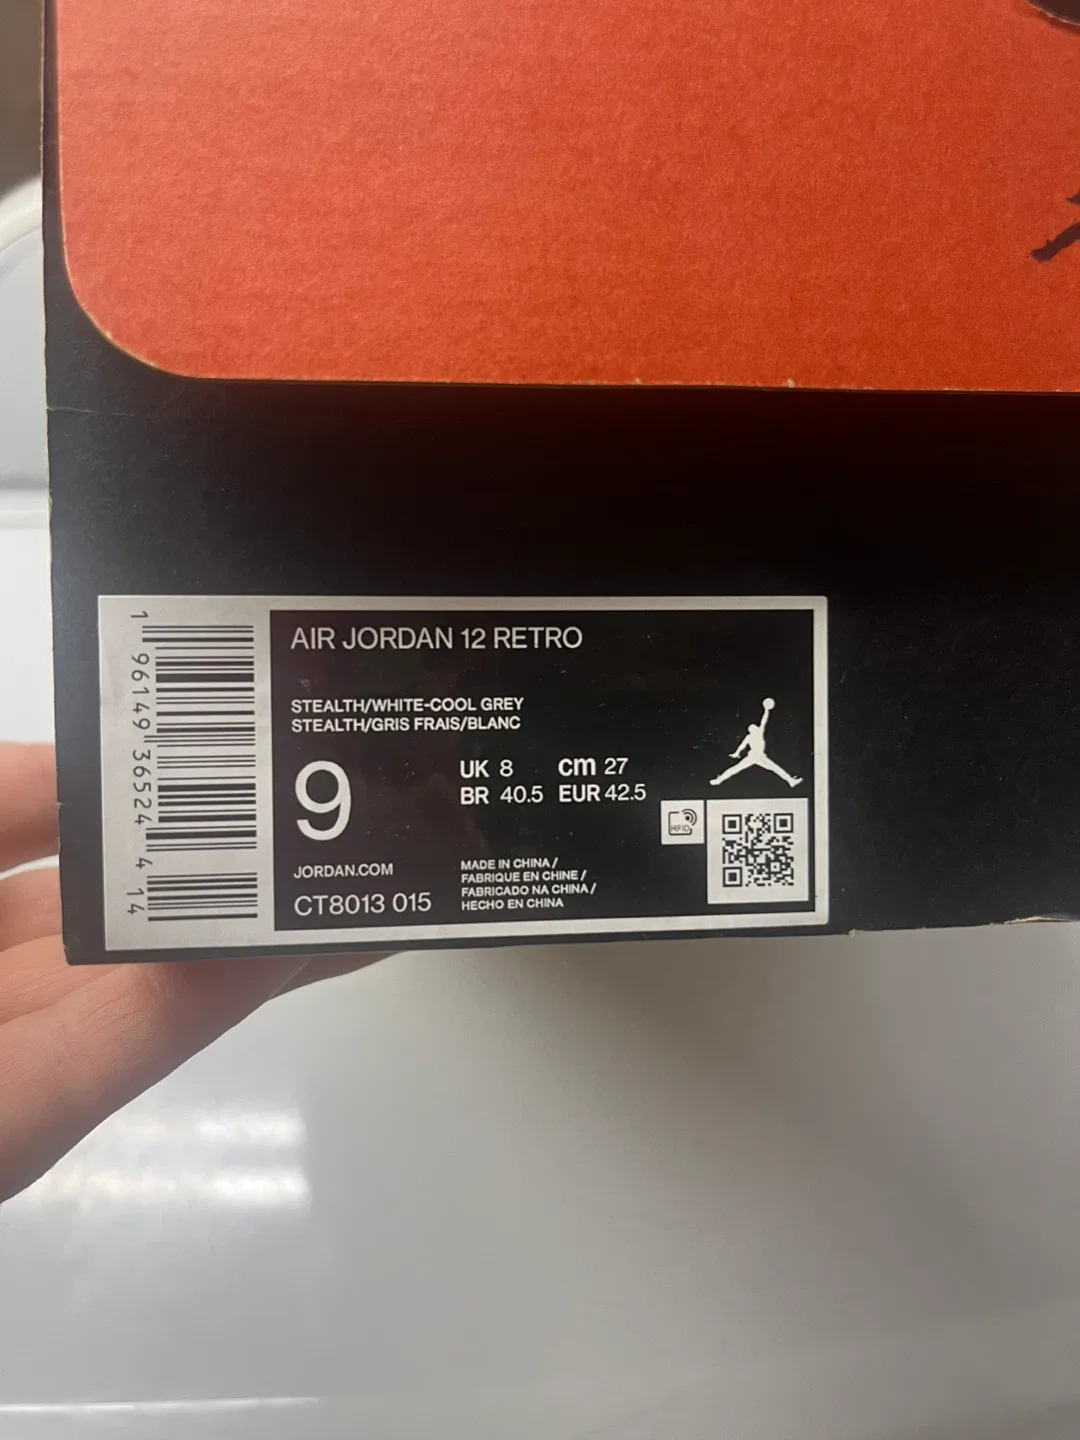 AIR JORDAN 12 RETRO
STEALTH/WHITE-COOL GREY
STEALTH/GRIS FRAIS/BLANC
9
UK 8 cm 27
BR 40.5 EUR 42.5
RFID
JORDAN.COM
CT8013 015
MADE IN CHINA /
FABRIQUE EN CHINE /
FABRICADO NA CHINA /
HECHO EN CHINA
1 96149 36524 4 14